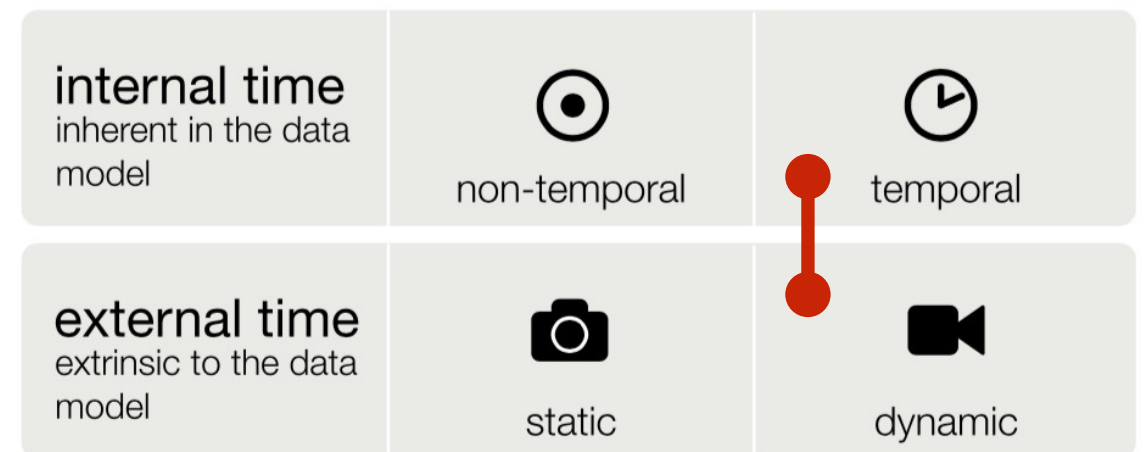 internal time
inherent in the data
model
non-temporal
temporal
external time
extrinsic to the data
model
static
dynamic